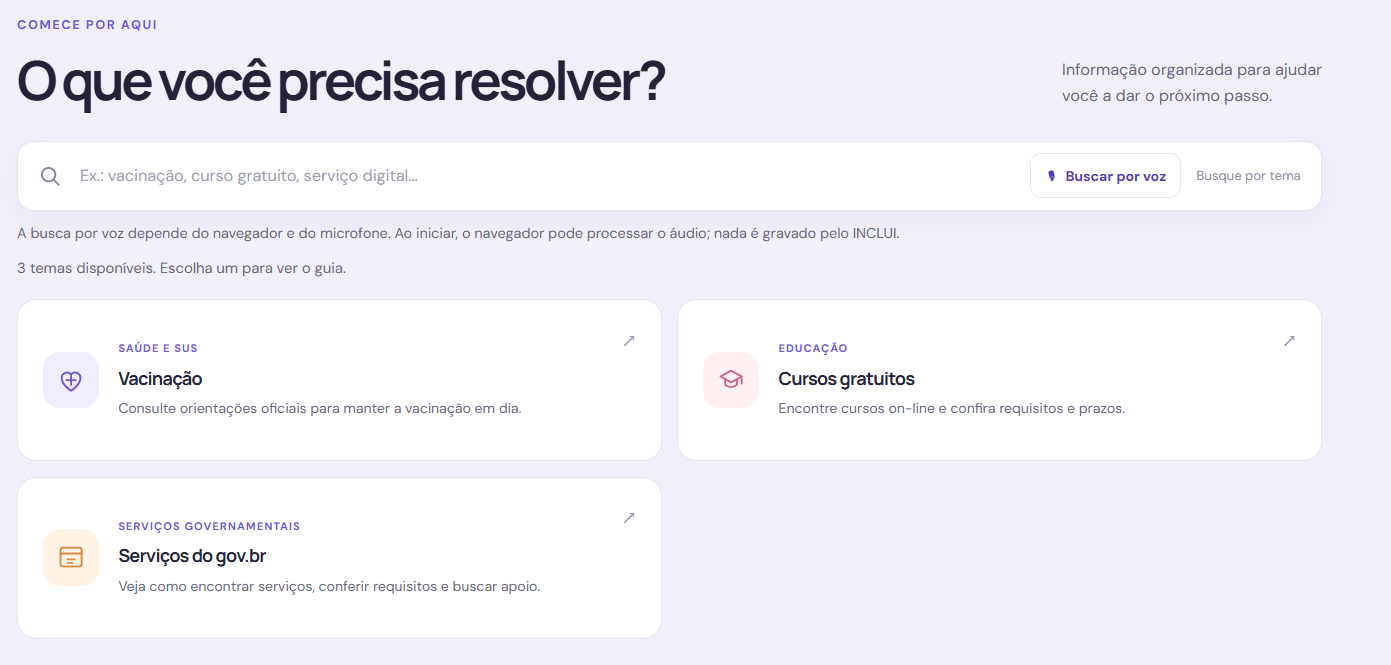 COMECE POR AQUI
O que você precisa resolver?
Informação organizada para ajudar
você a dar o próximo passo.
Ex.: vacinação, curso gratuito, serviço digital...
Buscar por voz
Busque por tema
A busca por voz depende do navegador e do microfone. Ao iniciar, o navegador pode processar o áudio; nada é gravado pelo INCLUI.
3 temas disponíveis. Escolha um para ver o guia.
SAÚDE E SUS
Vacinação
Consulte orientações oficiais para manter a vacinação em dia.
EDUCAÇÃO
Cursos gratuitos
Encontre cursos on-line e confira requisitos e prazos.
SERVIÇOS GOVERNAMENTAIS
Serviços do gov.br
Veja como encontrar serviços, conferir requisitos e buscar apoio.